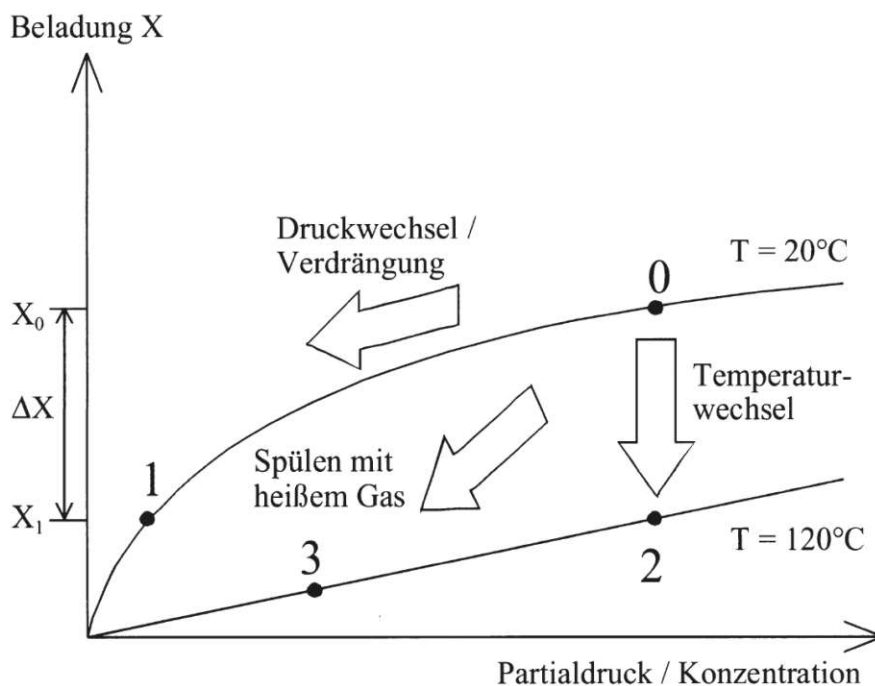 Beladung X
Druckwechsel /
Verdrängung
T = 20°C
0
X₀
Temperatur-
wechsel
ΔX
Spülen mit
heißem Gas
1
X₁
T = 120°C
3
2
Partialdruck / Konzentration